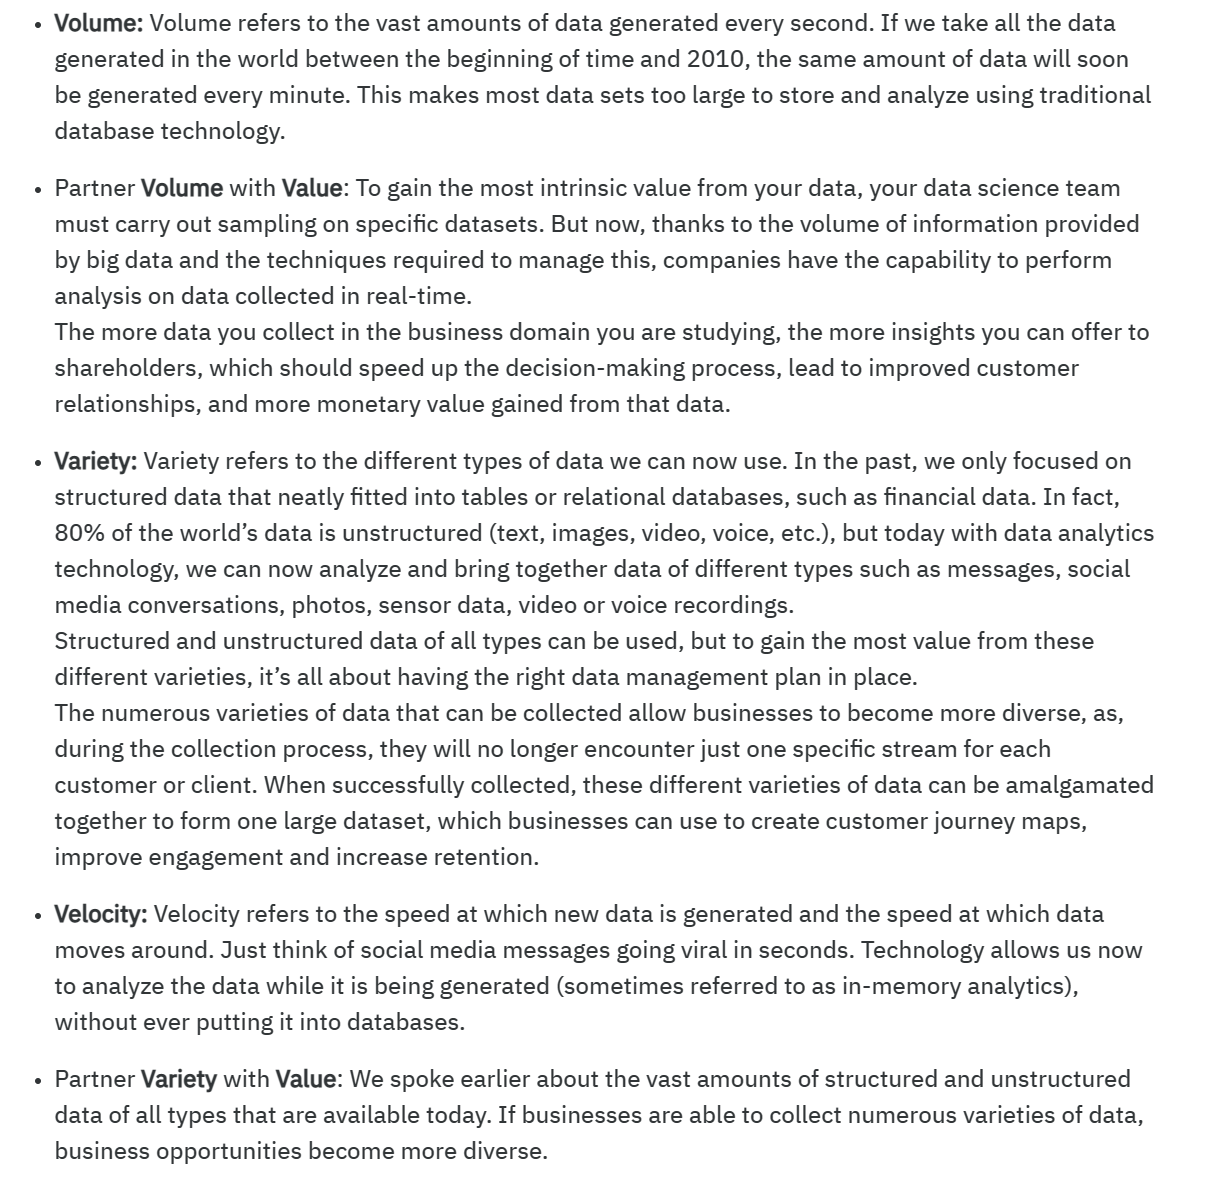 • Volume: Volume refers to the vast amounts of data generated every second. If we take all the data
generated in the world between the beginning of time and 2010, the same amount of data will soon
be generated every minute. This makes most data sets too large to store and analyze using traditional
database technology.
• Partner Volume with Value: To gain the most intrinsic value from your data, your data science team
must carry out sampling on specific datasets. But now, thanks to the volume of information provided
by big data and the techniques required to manage this, companies have the capability to perform
analysis on data collected in real-time.
The more data you collect in the business domain you are studying, the more insights you can offer to
shareholders, which should speed up the decision-making process, lead to improved customer
relationships, and more monetary value gained from that data.
• Variety: Variety refers to the different types of data we can now use. In the past, we only focused on
structured data that neatly fitted into tables or relational databases, such as financial data. In fact,
80% of the world’s data is unstructured (text, images, video, voice, etc.), but today with data analytics
technology, we can now analyze and bring together data of different types such as messages, social
media conversations, photos, sensor data, video or voice recordings.
Structured and unstructured data of all types can be used, but to gain the most value from these
different varieties, it’s all about having the right data management plan in place.
The numerous varieties of data that can be collected allow businesses to become more diverse, as,
during the collection process, they will no longer encounter just one specific stream for each
customer or client. When successfully collected, these different varieties of data can be amalgamated
together to form one large dataset, which businesses can use to create customer journey maps,
improve engagement and increase retention.
• Velocity: Velocity refers to the speed at which new data is generated and the speed at which data
moves around. Just think of social media messages going viral in seconds. Technology allows us now
to analyze the data while it is being generated (sometimes referred to as in-memory analytics),
without ever putting it into databases.
• Partner Variety with Value: We spoke earlier about the vast amounts of structured and unstructured
data of all types that are available today. If businesses are able to collect numerous varieties of data,
business opportunities become more diverse.